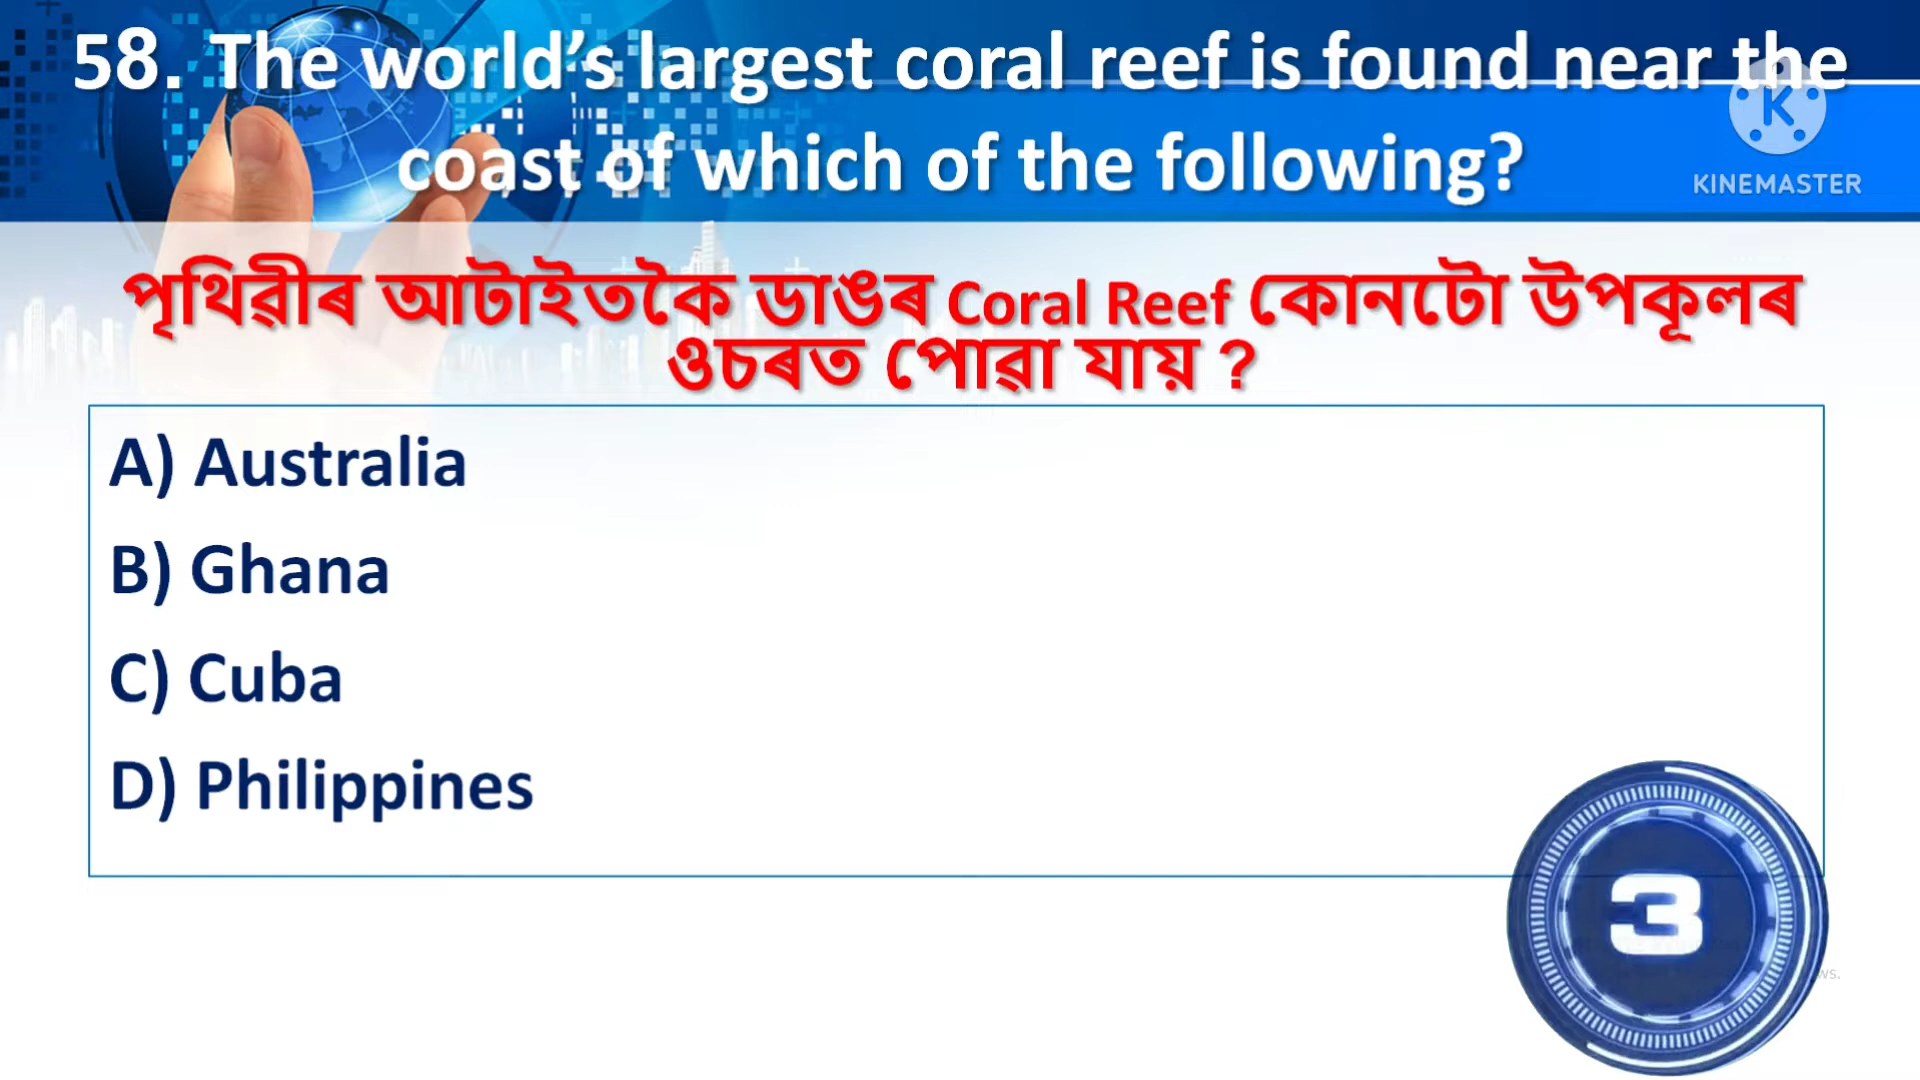 58. The world’s largest coral reef is found near the
coast of which of the following?
KINEMASTER
পৃথিৱীৰ আটাইতকৈ ডাঙৰ Coral Reef কোনটো উপকূলৰ
ওচৰত পোৱা যায় ?
A) Australia
B) Ghana
C) Cuba
D) Philippines
3
ws.